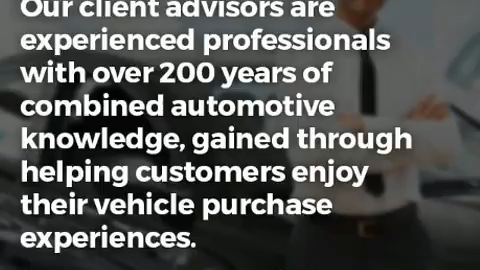 Our client advisors are
experienced professionals
with over 200 years of
combined automotive
knowledge, gained through
helping customers enjoy
their vehicle purchase
experiences.